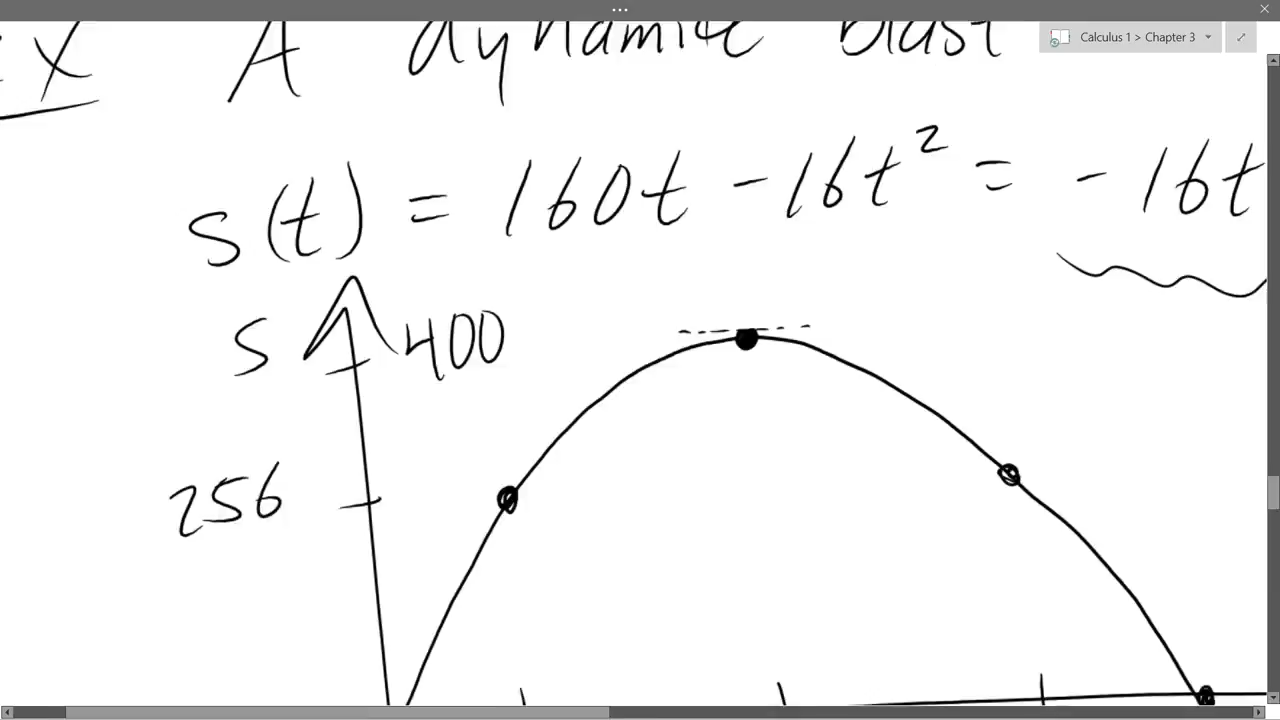 ...
Calculus 1 > Chapter 3
Ex A dynamite blast
s(t) = 160t - 16t² = - 16t
s 400
256